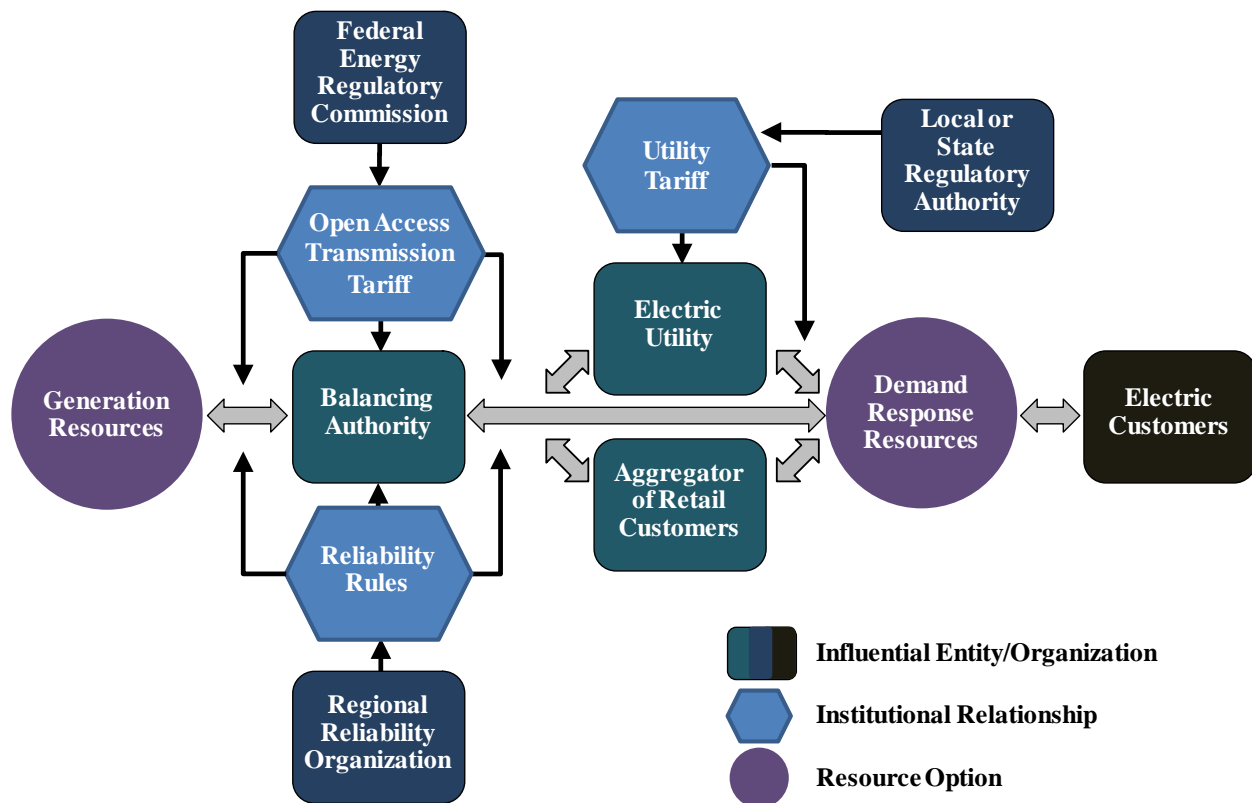 Federal
Energy
Regulatory
Commission
Utility
Tariff
Local or
State
Regulatory
Authority
Open Access
Transmission
Tariff
Electric
Utility
Generation
Resources
Balancing
Authority
Demand
Response
Resources
Electric
Customers
Aggregator
of Retail
Customers
Reliability
Rules
Regional
Reliability
Organization
Influential Entity/Organization
Institutional Relationship
Resource Option